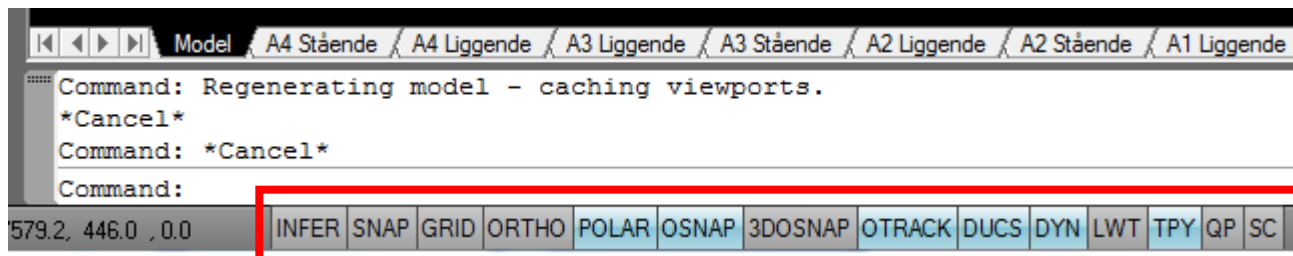 Model A4 Stående A4 Liggende A3 Liggende A3 Stående A2 Liggende A2 Stående A1 Liggende
Command: Regenerating model - caching viewports.
*Cancel*
Command: *Cancel*
Command:
7579.2, 446.0 , 0.0 INFER SNAP GRID ORTHO POLAR OSNAP 3DOSNAP OTRACK DUCS DYN LWT TPY QP SC